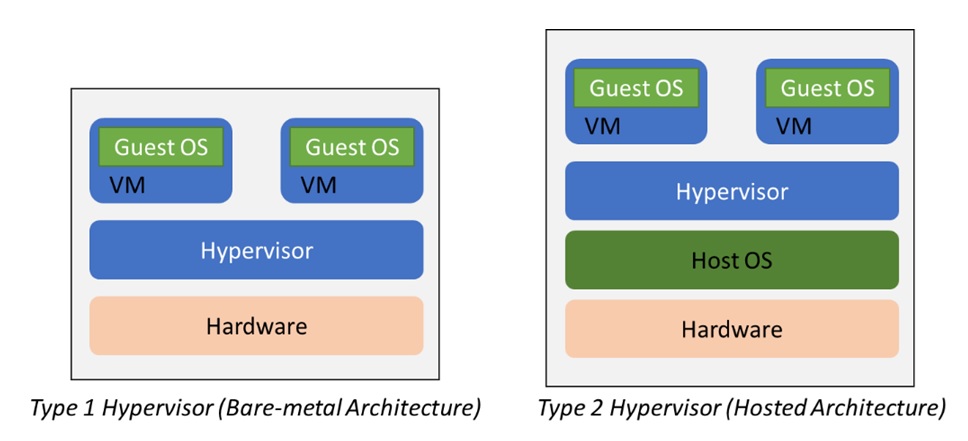 Guest OS
VM
Guest OS
VM
Hypervisor
Hardware
Type 1 Hypervisor (Bare-metal Architecture)
Guest OS
VM
Guest OS
VM
Hypervisor
Host OS
Hardware
Type 2 Hypervisor (Hosted Architecture)